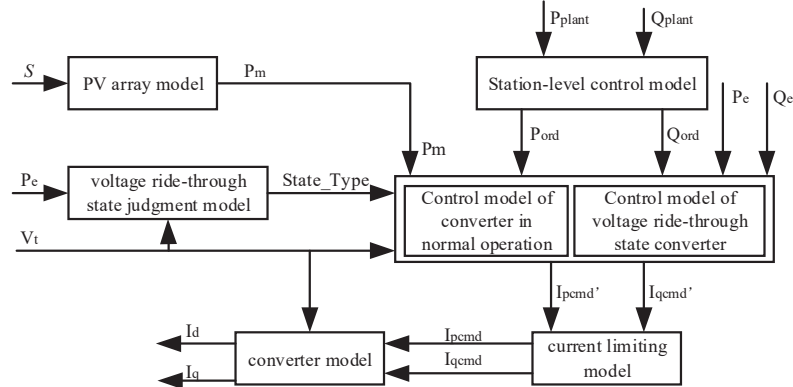 Pplant
Qplant
S
PV array model
Pm
Station-level control model
Pe
Qe
Pord
Qord
Pm
Pe
voltage ride-through
state judgment model
State_Type
Control model of
converter in
normal operation
Control model of
voltage ride-through
state converter
Vt
Ipcmd’
Iqcmd’
Id
Iq
converter model
Ipcmd
Iqcmd
current limiting
model